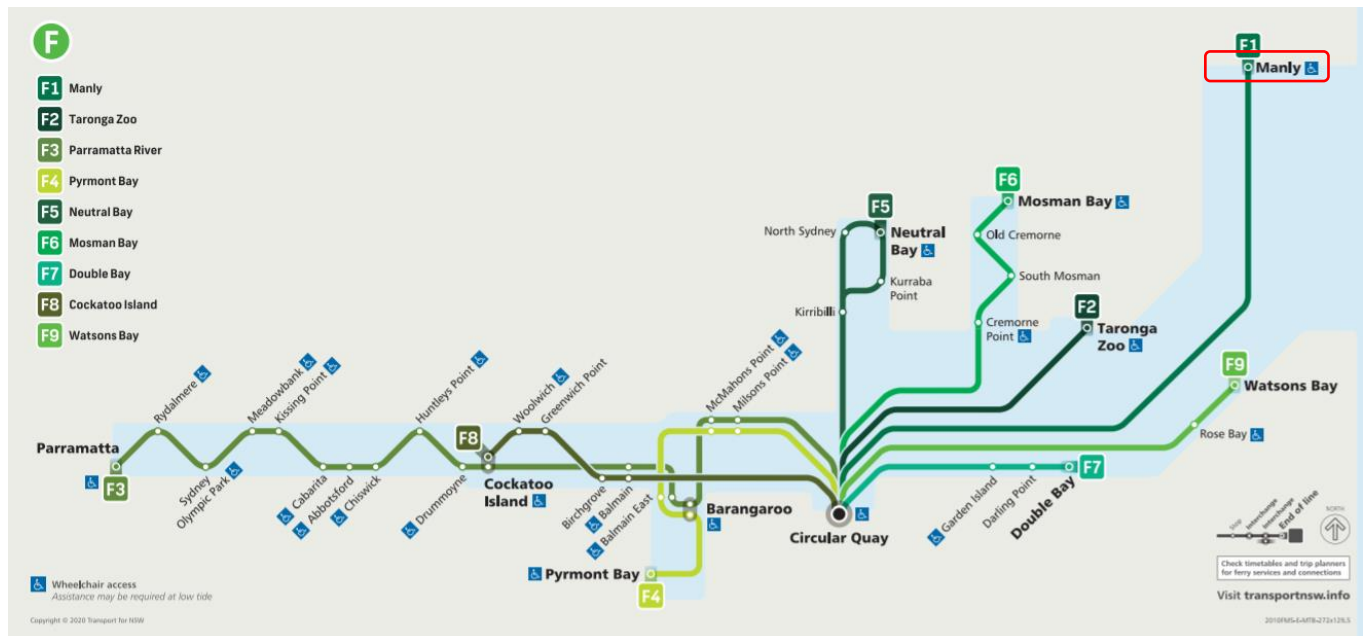 F
F1 Manly
F2 Taronga Zoo
F3 Parramatta River
F4 Pyrmont Bay
F5 Neutral Bay
F6 Mosman Bay
F7 Double Bay
F8 Cockatoo Island
F9 Watsons Bay
F1
Manly
F6
Mosman Bay
Old Cremorne
South Mosman
Cremorne
Point
F5
Neutral
Bay
North Sydney
Kurraba
Point
Kirribilli
F2
Taronga
Zoo
F9
Watsons Bay
Rose Bay
McMahons Point
Milsons Point
Parramatta
F3
Rydalmere
Sydney
Olympic Park
Meadowbank
Kissing Point
Cabarita
Abbotsford
Chiswick
Huntleys Point
Drummoyne
F8
Cockatoo
Island
Woolwich
Greenwich Point
Birchgrove
Balmain
Balmain East
Barangaroo
Pyrmont Bay
F4
Circular Quay
Garden Island
Darling Point
Double Bay
F7
Stop
Interchange
Interchange
End of line
NORTH
Check timetables and trip planners
for ferry services and connections
Visit transportnsw.info
Wheelchair access
Assistance may be required at low tide
Copyright © 2020 Transport for NSW